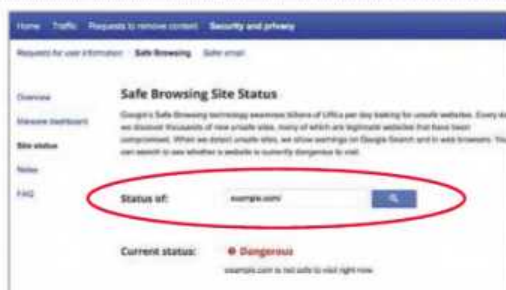 Home Traffic Requests to remove content Security and privacy
Requests for user information Safe Browsing Safer email
Overview
Malware dashboard
Site status
Notes
FAQ
Safe Browsing Site Status
Google's Safe Browsing technology examines billions of URLs per day looking for unsafe websites. Every day
we discover thousands of new unsafe sites, many of which are legitimate websites that have been
compromised. When we detect unsafe sites, we show warnings on Google Search and in web browsers. You
can search to see whether a website is currently dangerous to visit.
Status of: example.com/
Current status: Dangerous
example.com is not safe to visit right now.